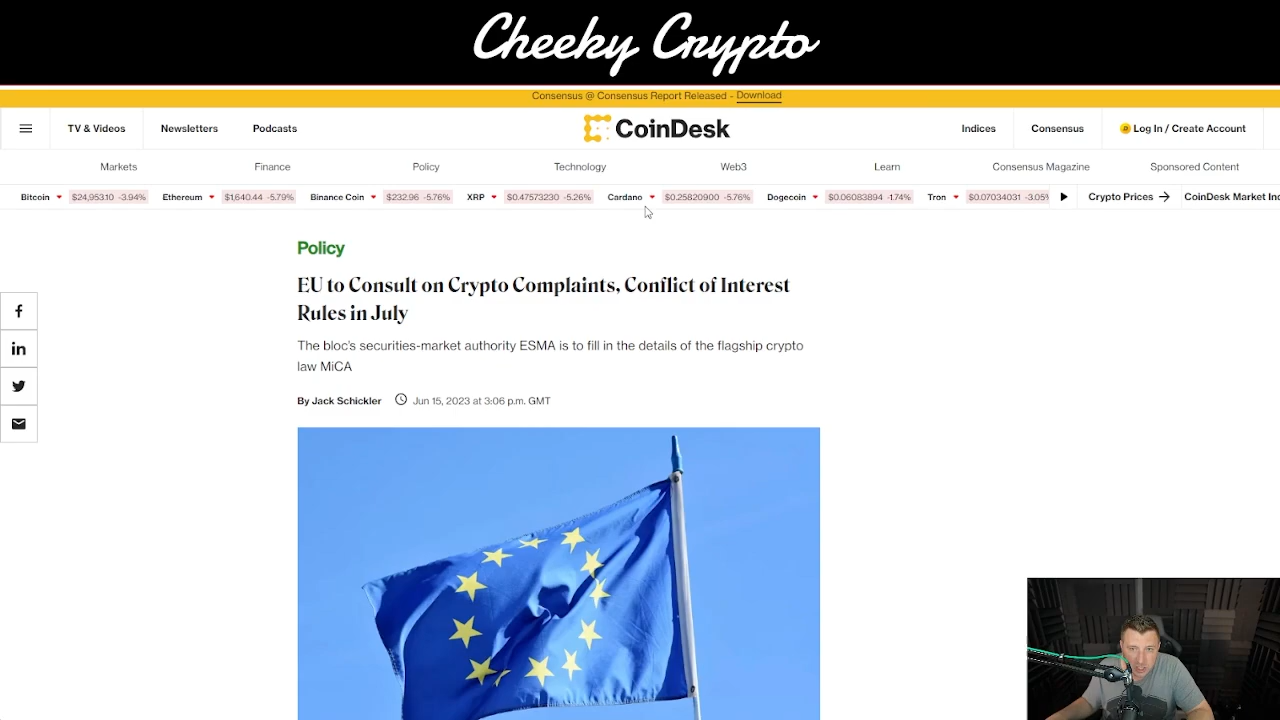 Cheeky Crypto
Consensus @ Consensus Report Released - Download
TV & Videos Newsletters Podcasts CoinDesk Indices Consensus Log In / Create Account
Markets Finance Policy Technology Web3 Learn Consensus Magazine Sponsored Content
Bitcoin $24,953.10 -3.94% Ethereum $1,640.44 -5.79% Binance Coin $232.96 -5.76% XRP $0.47573230 -5.26% Cardano $0.25820900 -5.76% Dogecoin $0.06083894 -1.74% Tron $0.07034031 -3.05% Crypto Prices → CoinDesk Market Ind
Policy
EU to Consult on Crypto Complaints, Conflict of Interest
Rules in July
The bloc's securities-market authority ESMA is to fill in the details of the flagship crypto
law MiCA
By Jack Schickler Jun 15, 2023 at 3:06 p.m. GMT